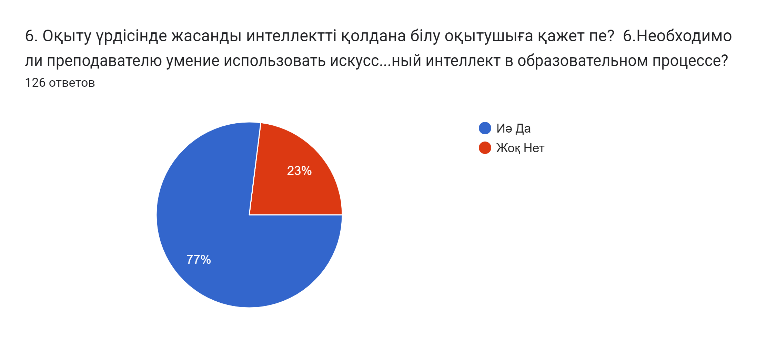 6. Оқыту үрдісінде жасанды интеллектті қолдана білу оқытушыға қажет пе? 6.Необходимо
ли преподавателю умение использовать искусс...ный интеллект в образовательном процессе?
126 ответов
Иә Да
Жоқ Нет
23%
77%